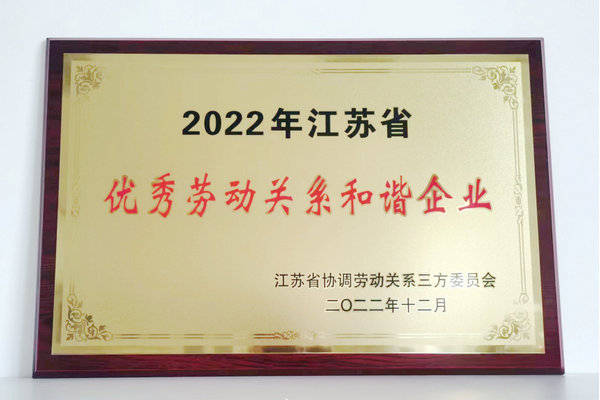 2022年江苏省
优秀劳动关系和谐企业
江苏省协调劳动关系三方委员会
二〇二二年十二月